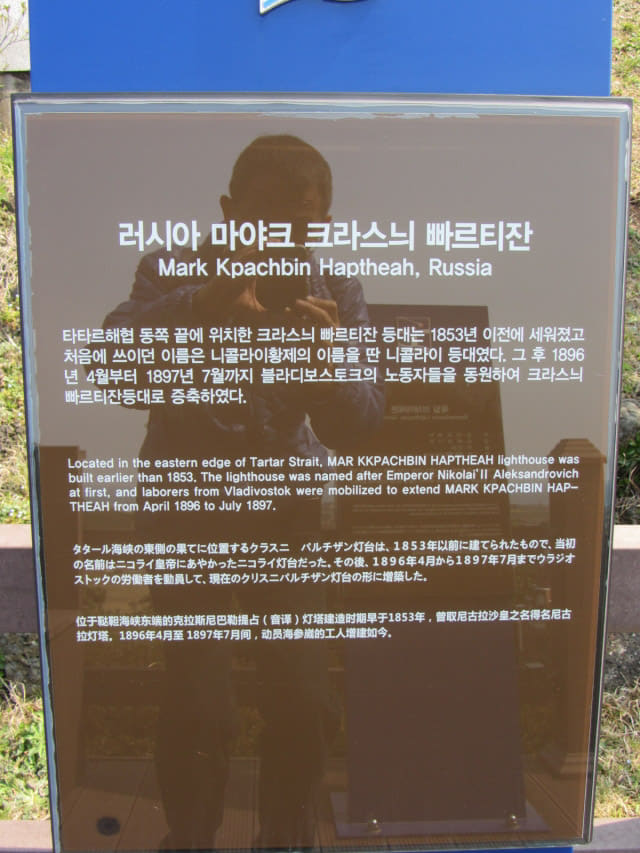 러시아 마야크 크라스늬 빠르티잔
Mark Kpachbin Haptheah, Russia
타타르해협 동쪽 끝에 위치한 크라스늬 빠르티잔 등대는 1853년 이전에 세워졌고
처음에 쓰이던 이름은 니콜라이황제의 이름을 딴 니콜라이 등대였다. 그 후 1896
년 4월부터 1897년 7월까지 블라디보스토크의 노동자들을 동원하여 크라스늬
빠르티잔등대로 증축하였다.
Located in the eastern edge of Tartar Strait, MAR KKPACHBIN HAPTHEAH lighthouse was
built earlier than 1853. The lighthouse was named after Emperor Nikolai'II Aleksandrovich
at first, and laborers from Vladivostok were mobilized to extend MARK KPACHBIN HAP-
THEAH from April 1896 to July 1897.
タタール海峡の東側の果てに位置するクラスニ　パルチザン灯台は、1853年以前に建てられたもので、当初
の名前はニコライ皇帝にあやかったニコライ灯台だった。その後、1896年4月から1897年7月までウラジオ
ストックの労働者を動員して、現在のクリスニパルチザン灯台の形に増築した。
位于鞑靼海峡东端的克拉斯尼巴勒提占（音译）灯塔建造时期早于1853年，曾取尼古拉沙皇之名得名尼古
拉灯塔。1896年4月至 1897年7月间，动员海参崴的工人增建如今。